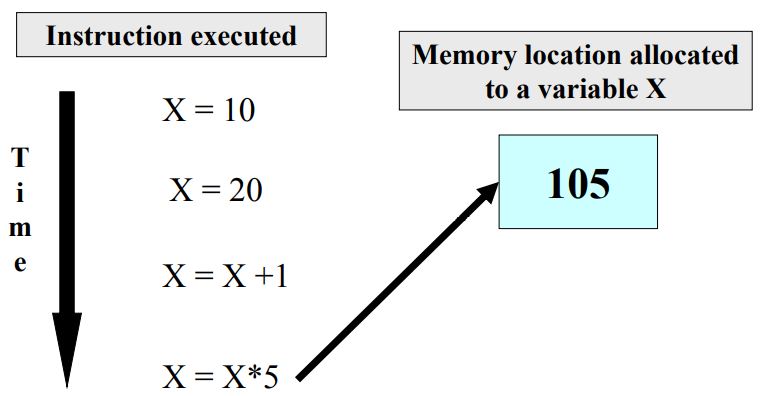 Instruction executed
Memory location allocated
to a variable X
T
i
m
e
X = 10
X = 20
X = X +1
X = X*5
105